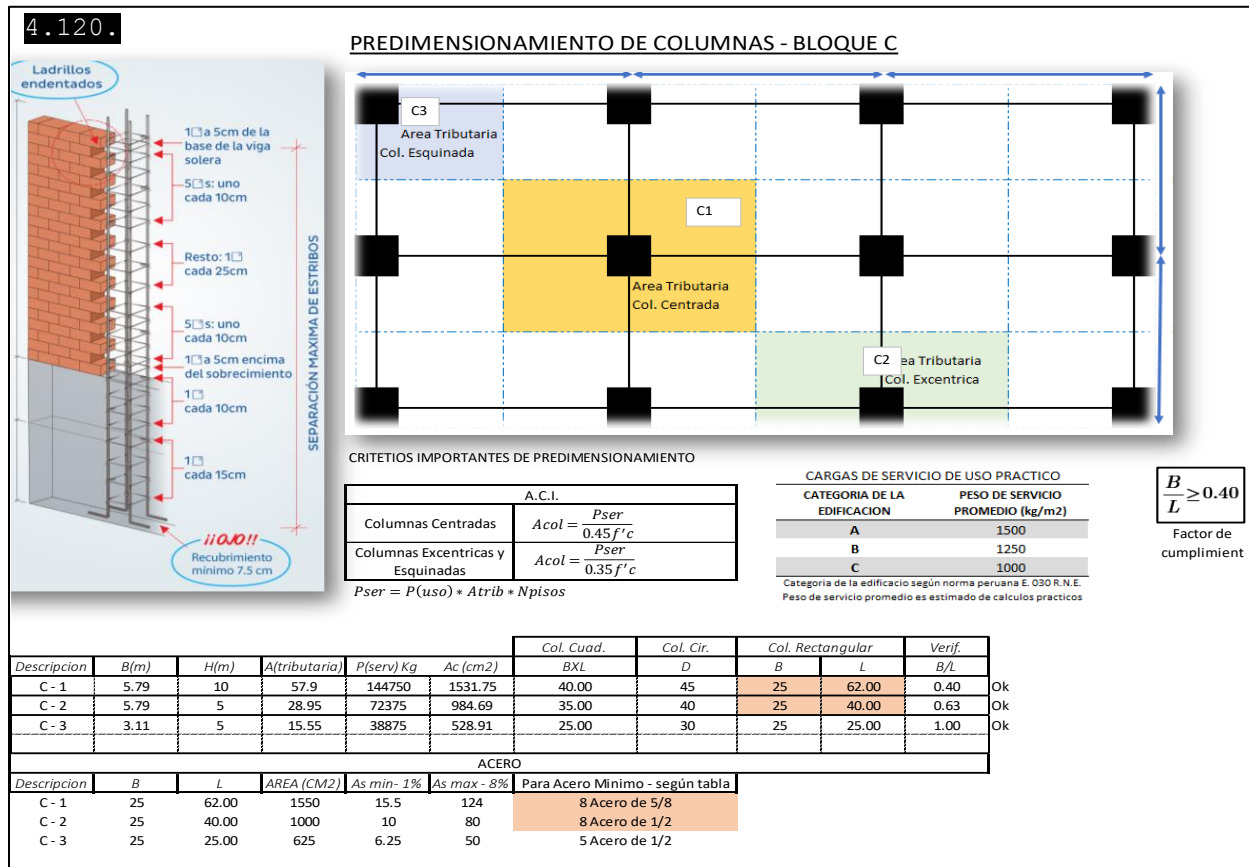 4.120.
PREDIMENSIONAMIENTO DE COLUMNAS - BLOQUE C
Ladrillos
endentados
1□ a 5cm de la
base de la viga
solera
5□s: uno
cada 10cm
Resto: 1□
cada 25cm
5□s: uno
cada 10cm
1□ a 5cm encima
del sobrecimiento
1□
cada 10cm
1□
cada 15cm
SEPARACIÓN MAXIMA DE ESTRIBOS
¡¡OJO!!
Recubrimiento
mínimo 7.5 cm
C3
Area Tributaria
Col. Esquinada
C1
Area Tributaria
Col. Centrada
C2 ea Tributaria
Col. Excentrica
CRITETIOS IMPORTANTES DE PREDIMENSIONAMIENTO
A.C.I.
Columnas Centradas Acol = Pser / 0.45f'c
Columnas Excentricas y
Esquinadas Acol = Pser / 0.35f'c
Pser = P(uso) * Atrib * Npisos
CARGAS DE SERVICIO DE USO PRACTICO
CATEGORIA DE LA EDIFICACION PESO DE SERVICIO PROMEDIO (kg/m2)
A 1500
B 1250
C 1000
Categoria de la edificacio según norma peruana E. 030 R.N.E.
Peso de servicio promedio es estimado de calculos practicos
B / L ≥ 0.40
Factor de
cumplimient
Col. Cuad. Col. Cir. Col. Rectangular Verif.
Descripcion B(m) H(m) A(tributaria) P(serv) Kg Ac (cm2) BXL D B L B/L
C - 1 5.79 10 57.9 144750 1531.75 40.00 45 25 62.00 0.40 Ok
C - 2 5.79 5 28.95 72375 984.69 35.00 40 25 40.00 0.63 Ok
C - 3 3.11 5 15.55 38875 528.91 25.00 30 25 25.00 1.00 Ok
ACERO
Descripcion B L AREA (CM2) As min- 1% As max - 8% Para Acero Minimo - según tabla
C - 1 25 62.00 1550 15.5 124 8 Acero de 5/8
C - 2 25 40.00 1000 10 80 8 Acero de 1/2
C - 3 25 25.00 625 6.25 50 5 Acero de 1/2